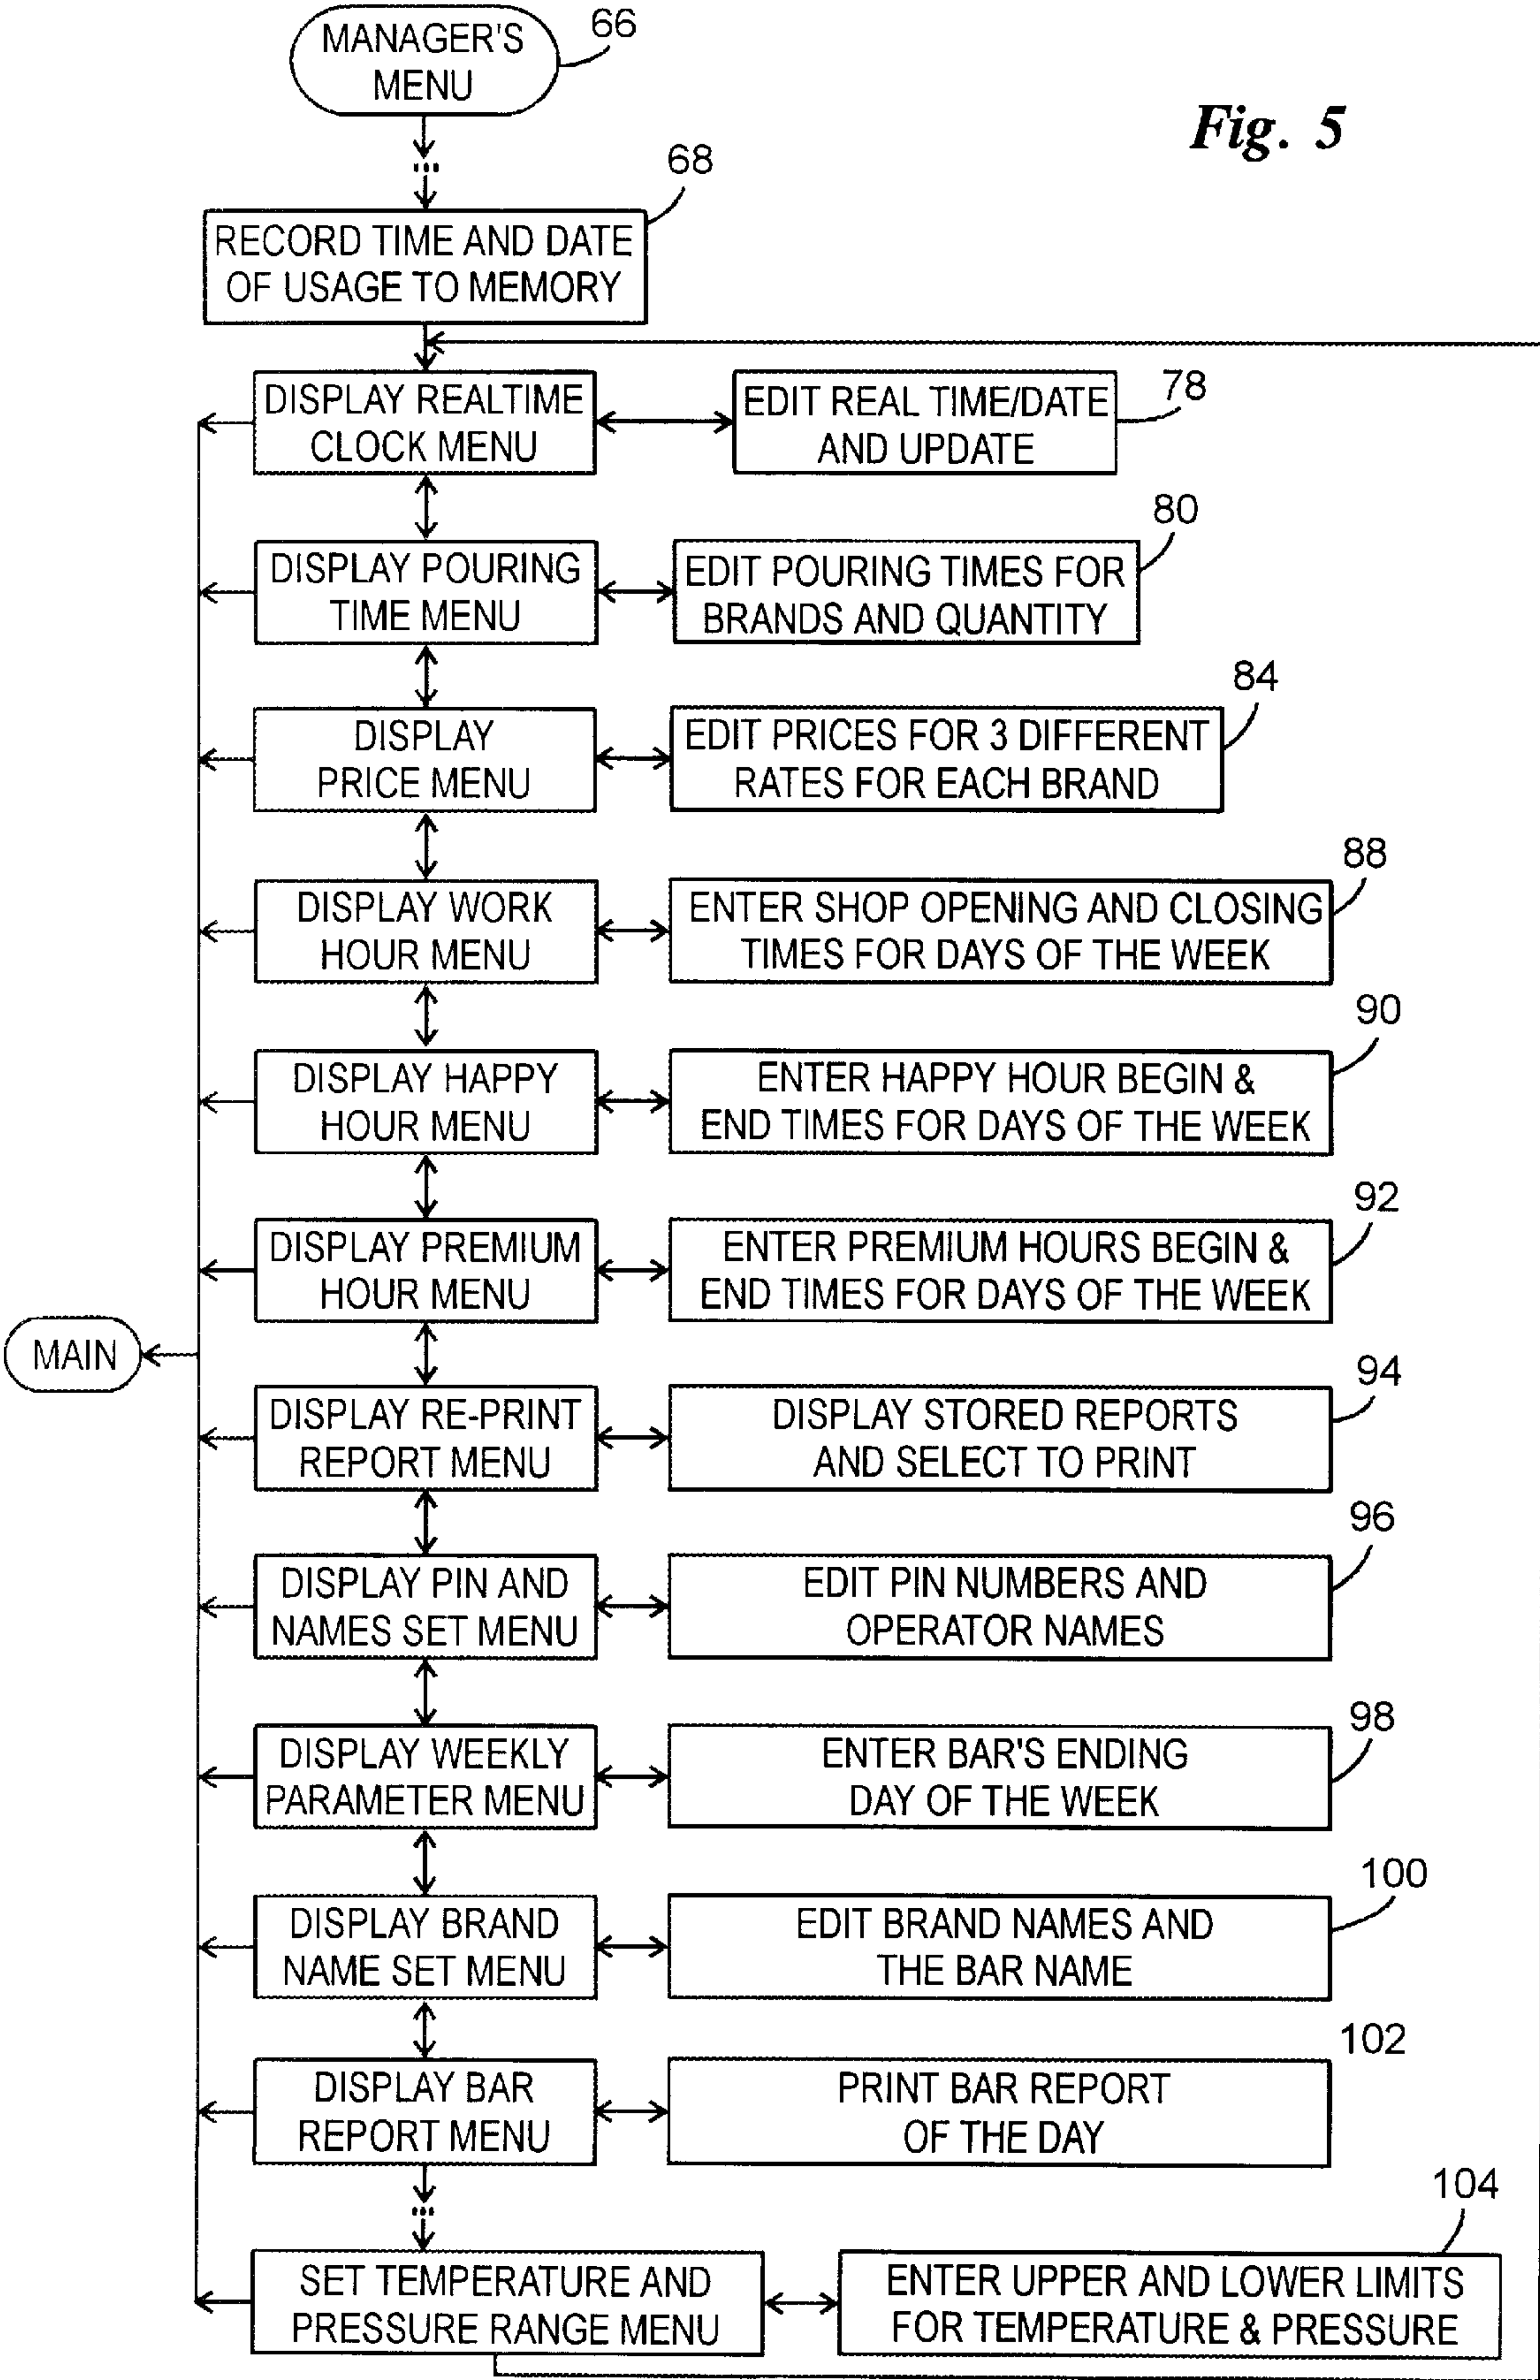 MANAGER'S
MENU
66
Fig. 5
68
RECORD TIME AND DATE
OF USAGE TO MEMORY
DISPLAY REALTIME
CLOCK MENU
EDIT REAL TIME/DATE
AND UPDATE
78
DISPLAY POURING
TIME MENU
EDIT POURING TIMES FOR
BRANDS AND QUANTITY
80
DISPLAY
PRICE MENU
EDIT PRICES FOR 3 DIFFERENT
RATES FOR EACH BRAND
84
DISPLAY WORK
HOUR MENU
ENTER SHOP OPENING AND CLOSING
TIMES FOR DAYS OF THE WEEK
88
DISPLAY HAPPY
HOUR MENU
ENTER HAPPY HOUR BEGIN &
END TIMES FOR DAYS OF THE WEEK
90
DISPLAY PREMIUM
HOUR MENU
ENTER PREMIUM HOURS BEGIN &
END TIMES FOR DAYS OF THE WEEK
92
MAIN
DISPLAY RE-PRINT
REPORT MENU
DISPLAY STORED REPORTS
AND SELECT TO PRINT
94
DISPLAY PIN AND
NAMES SET MENU
EDIT PIN NUMBERS AND
OPERATOR NAMES
96
DISPLAY WEEKLY
PARAMETER MENU
ENTER BAR'S ENDING
DAY OF THE WEEK
98
DISPLAY BRAND
NAME SET MENU
EDIT BRAND NAMES AND
THE BAR NAME
100
DISPLAY BAR
REPORT MENU
PRINT BAR REPORT
OF THE DAY
102
SET TEMPERATURE AND
PRESSURE RANGE MENU
ENTER UPPER AND LOWER LIMITS
FOR TEMPERATURE & PRESSURE
104